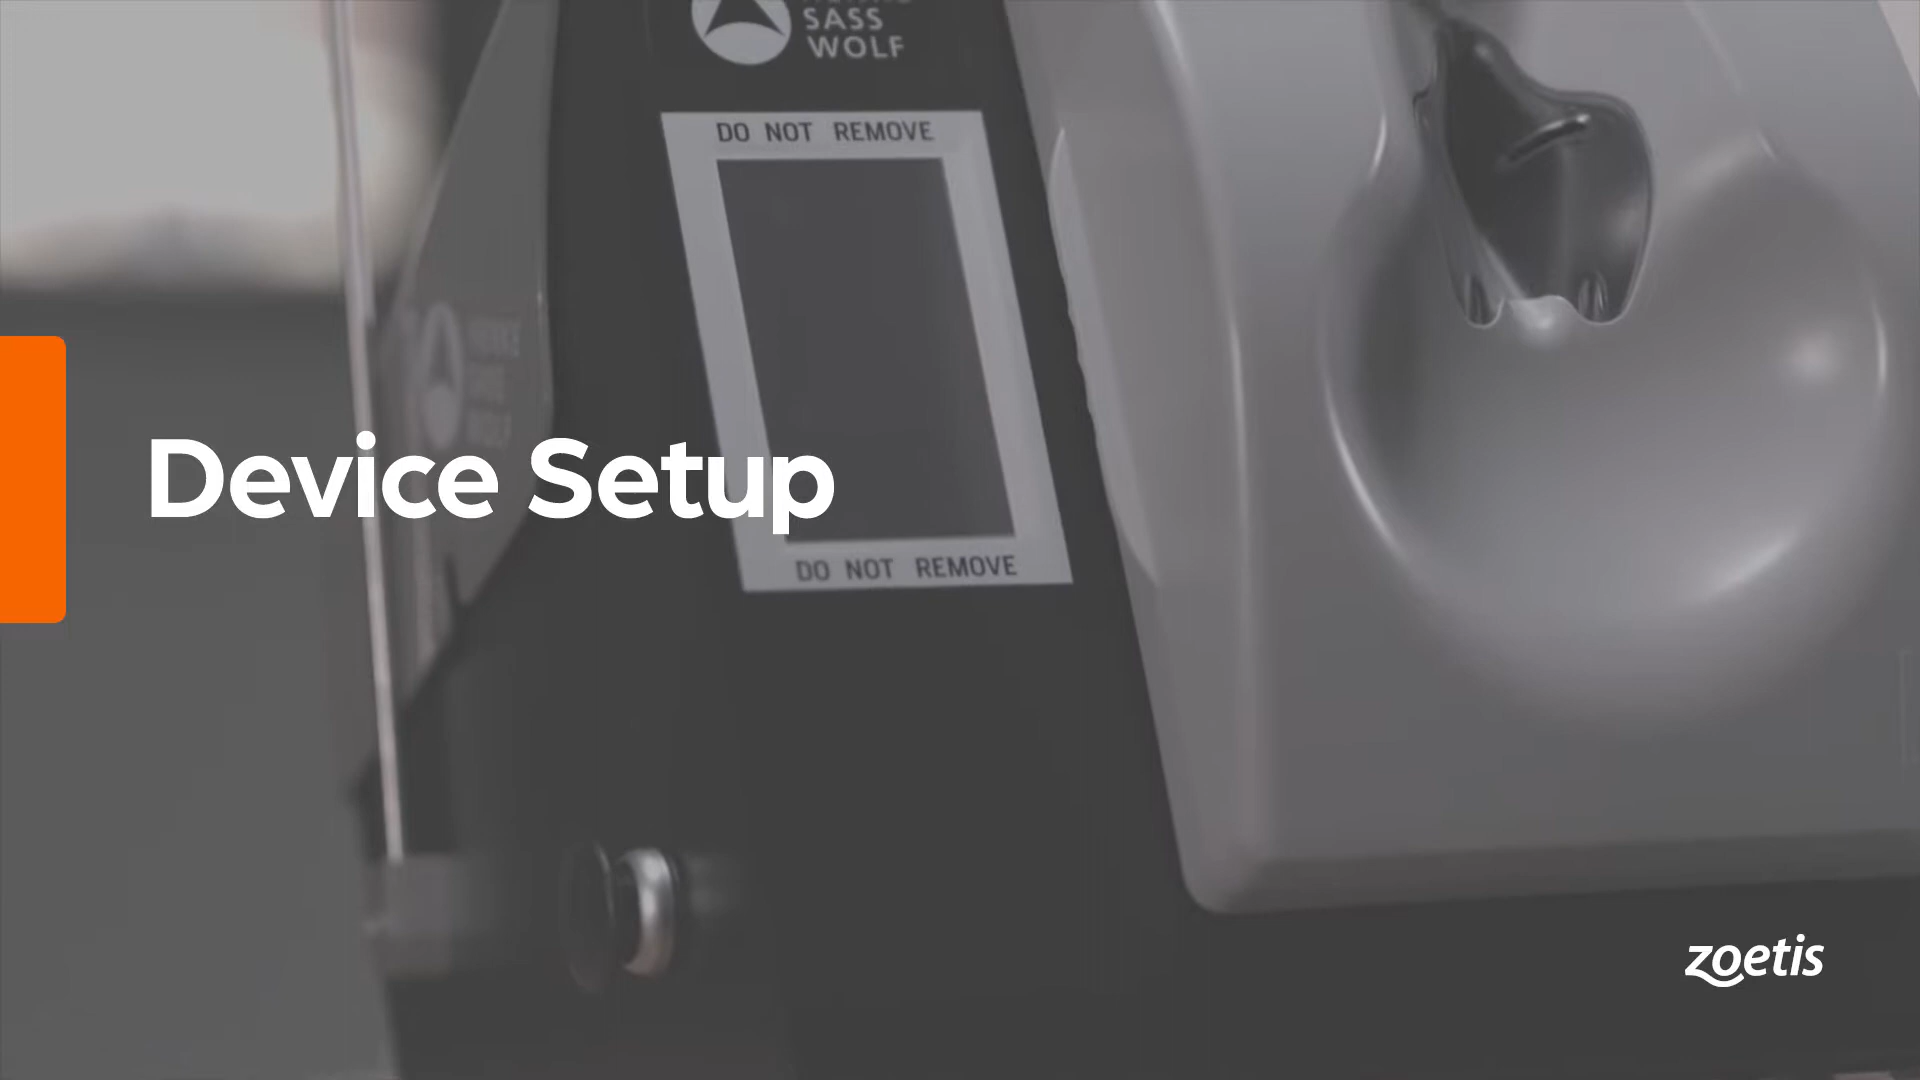 SASS
WOLF
DO NOT REMOVE
Device Setup
DO NOT REMOVE
zoetis